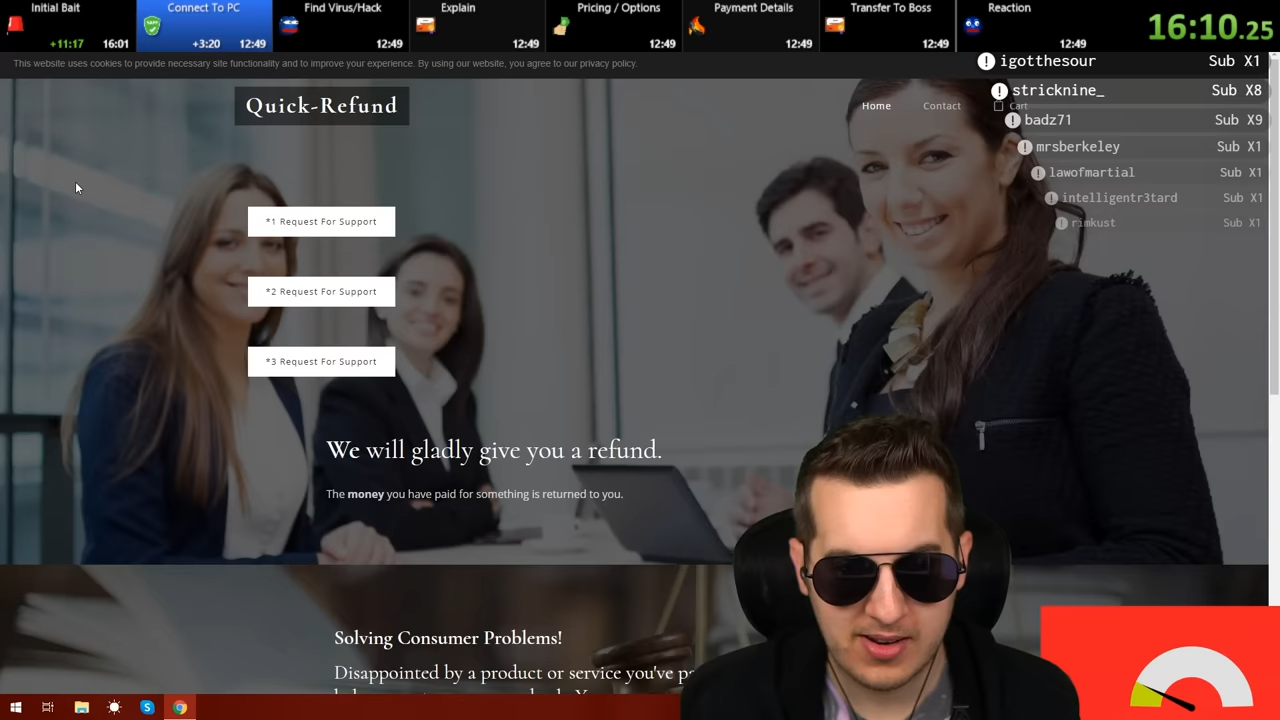 Initial Bait
+11:17 16:01
Connect To PC
+3:20 12:49
Find Virus/Hack
12:49
Explain
12:49
Pricing / Options
12:49
Payment Details
12:49
Transfer To Boss
12:49
Reaction
12:49
16:10.25
This website uses cookies to provide necessary site functionality and to improve your experience. By using our website, you agree to our privacy policy.
igotthesour Sub X1
stricknine_ Sub X8
badz71 Sub X9
mrsberkeley Sub X1
lawofmartial Sub X1
intelligentr3tard Sub X1
rimkust Sub X1
Quick-Refund
Home Contact Cart
*1 Request For Support
*2 Request For Support
*3 Request For Support
We will gladly give you a refund.
The money you have paid for something is returned to you.
Solving Consumer Problems!
Disappointed by a product or service you've